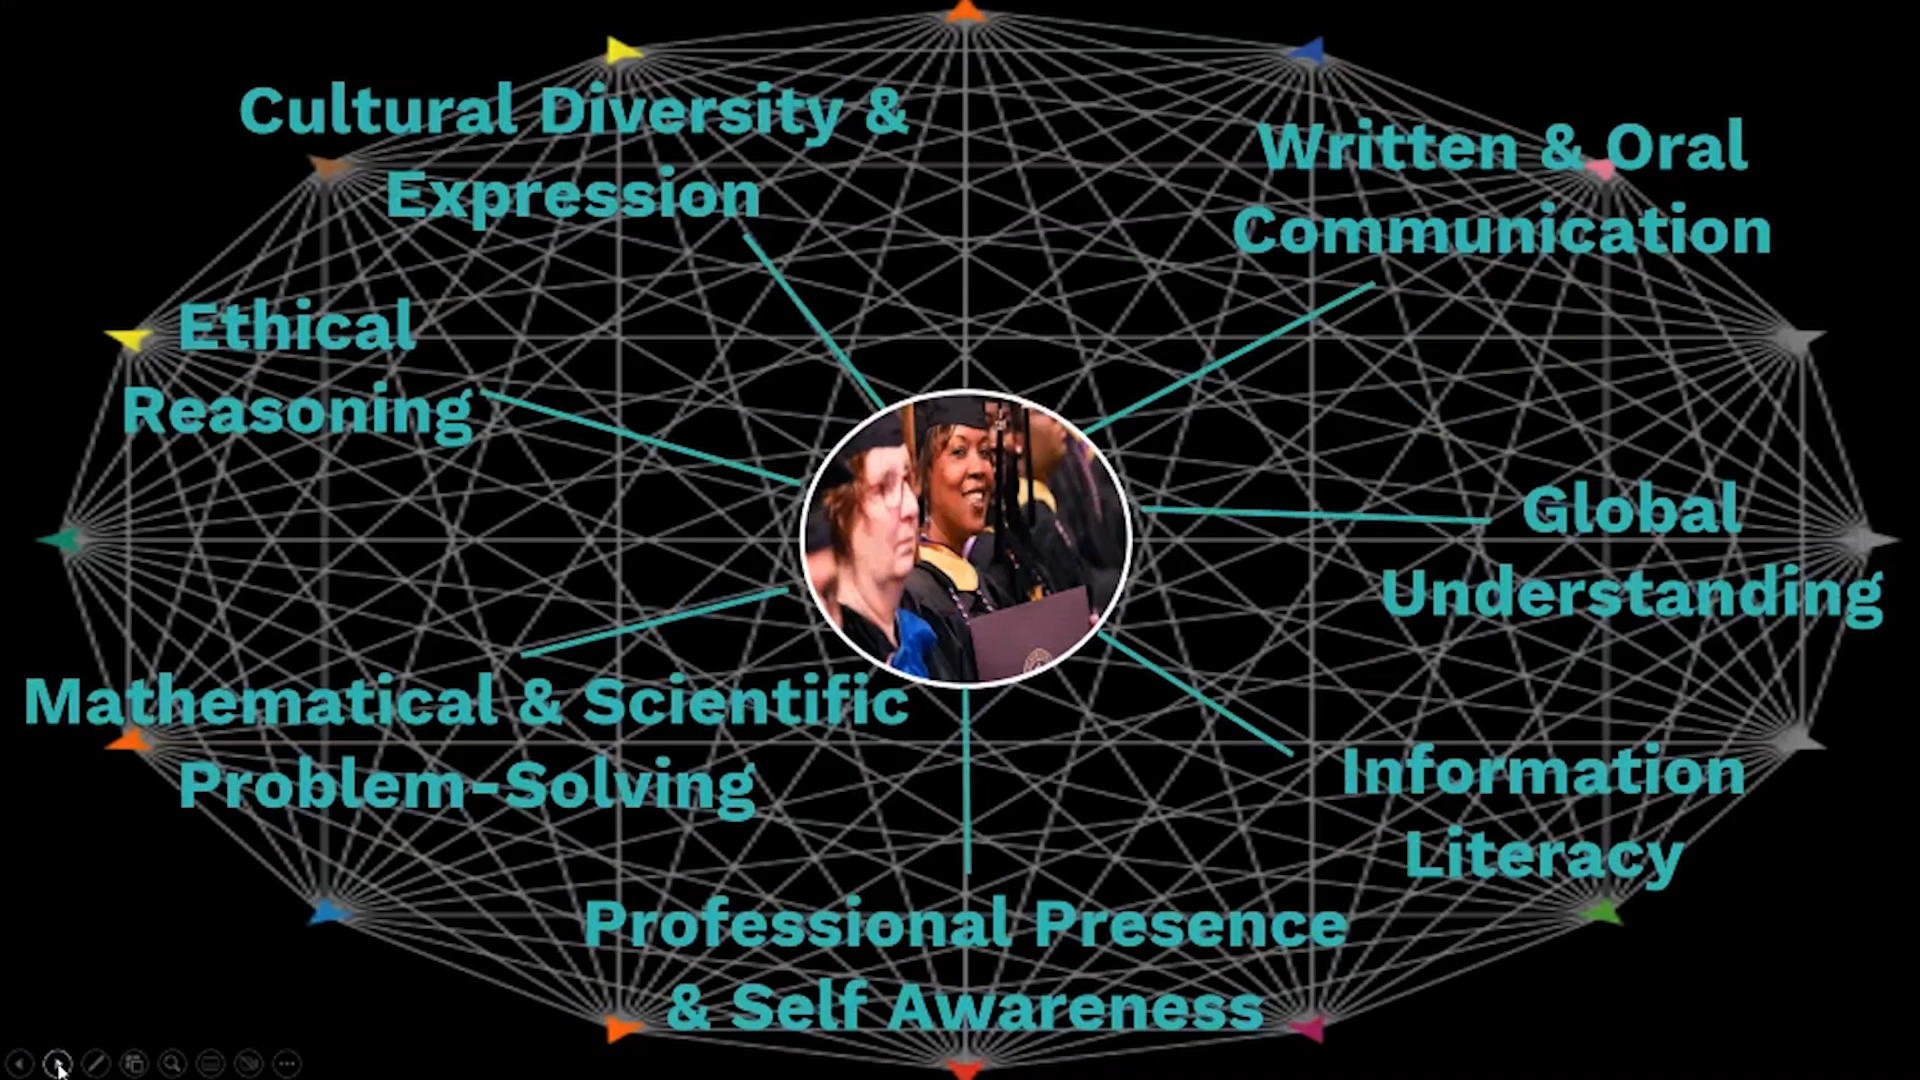 Cultural Diversity &
Expression
Written & Oral
Communication
Ethical
Reasoning
Global
Understanding
Mathematical & Scientific
Problem-Solving
Information
Literacy
Professional Presence
& Self Awareness